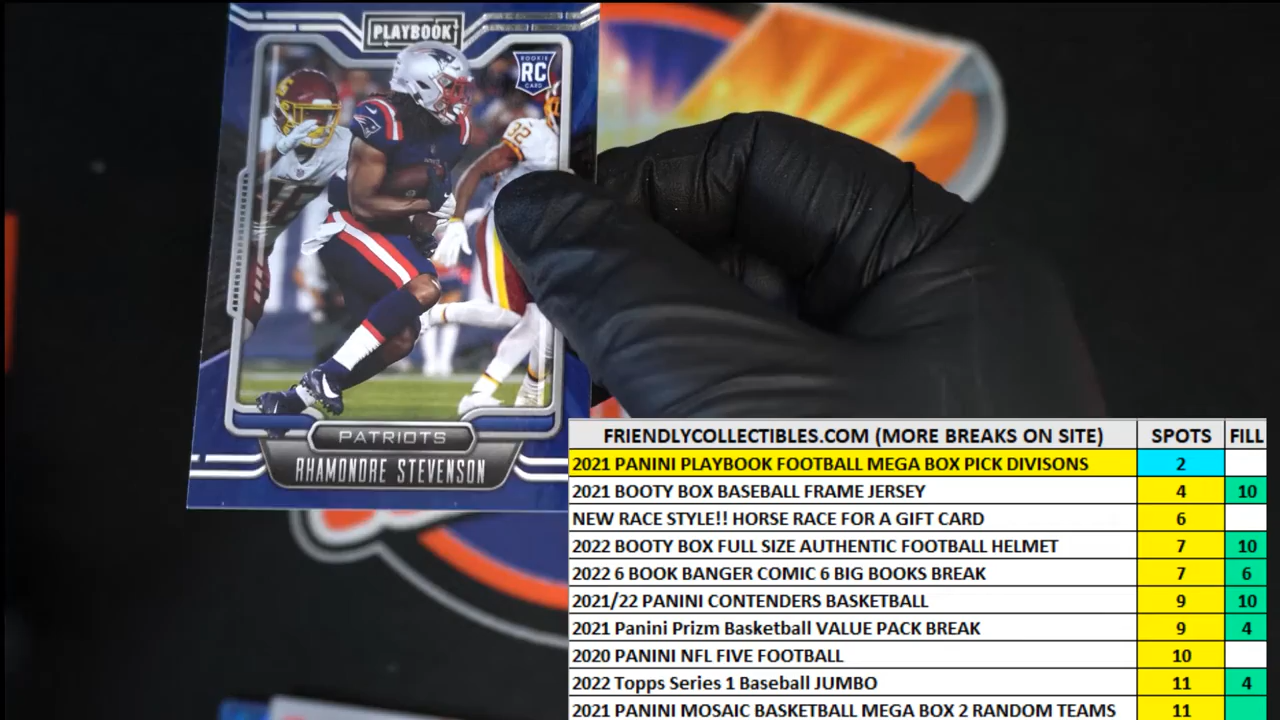 PLAYBOOK
ROOKIE
RC
CARD
32
PATRIOTS
RHAMONDRE STEVENSON
FRIENDLYCOLLECTIBLES.COM (MORE BREAKS ON SITE) SPOTS FILL
2021 PANINI PLAYBOOK FOOTBALL MEGA BOX PICK DIVISONS 2
2021 BOOTY BOX BASEBALL FRAME JERSEY 4 10
NEW RACE STYLE!! HORSE RACE FOR A GIFT CARD 6
2022 BOOTY BOX FULL SIZE AUTHENTIC FOOTBALL HELMET 7 10
2022 6 BOOK BANGER COMIC 6 BIG BOOKS BREAK 7 6
2021/22 PANINI CONTENDERS BASKETBALL 9 10
2021 Panini Prizm Basketball VALUE PACK BREAK 9 4
2020 PANINI NFL FIVE FOOTBALL 10
2022 Topps Series 1 Baseball JUMBO 11 4
2021 PANINI MOSAIC BASKETBALL MEGA BOX 2 RANDOM TEAMS 11